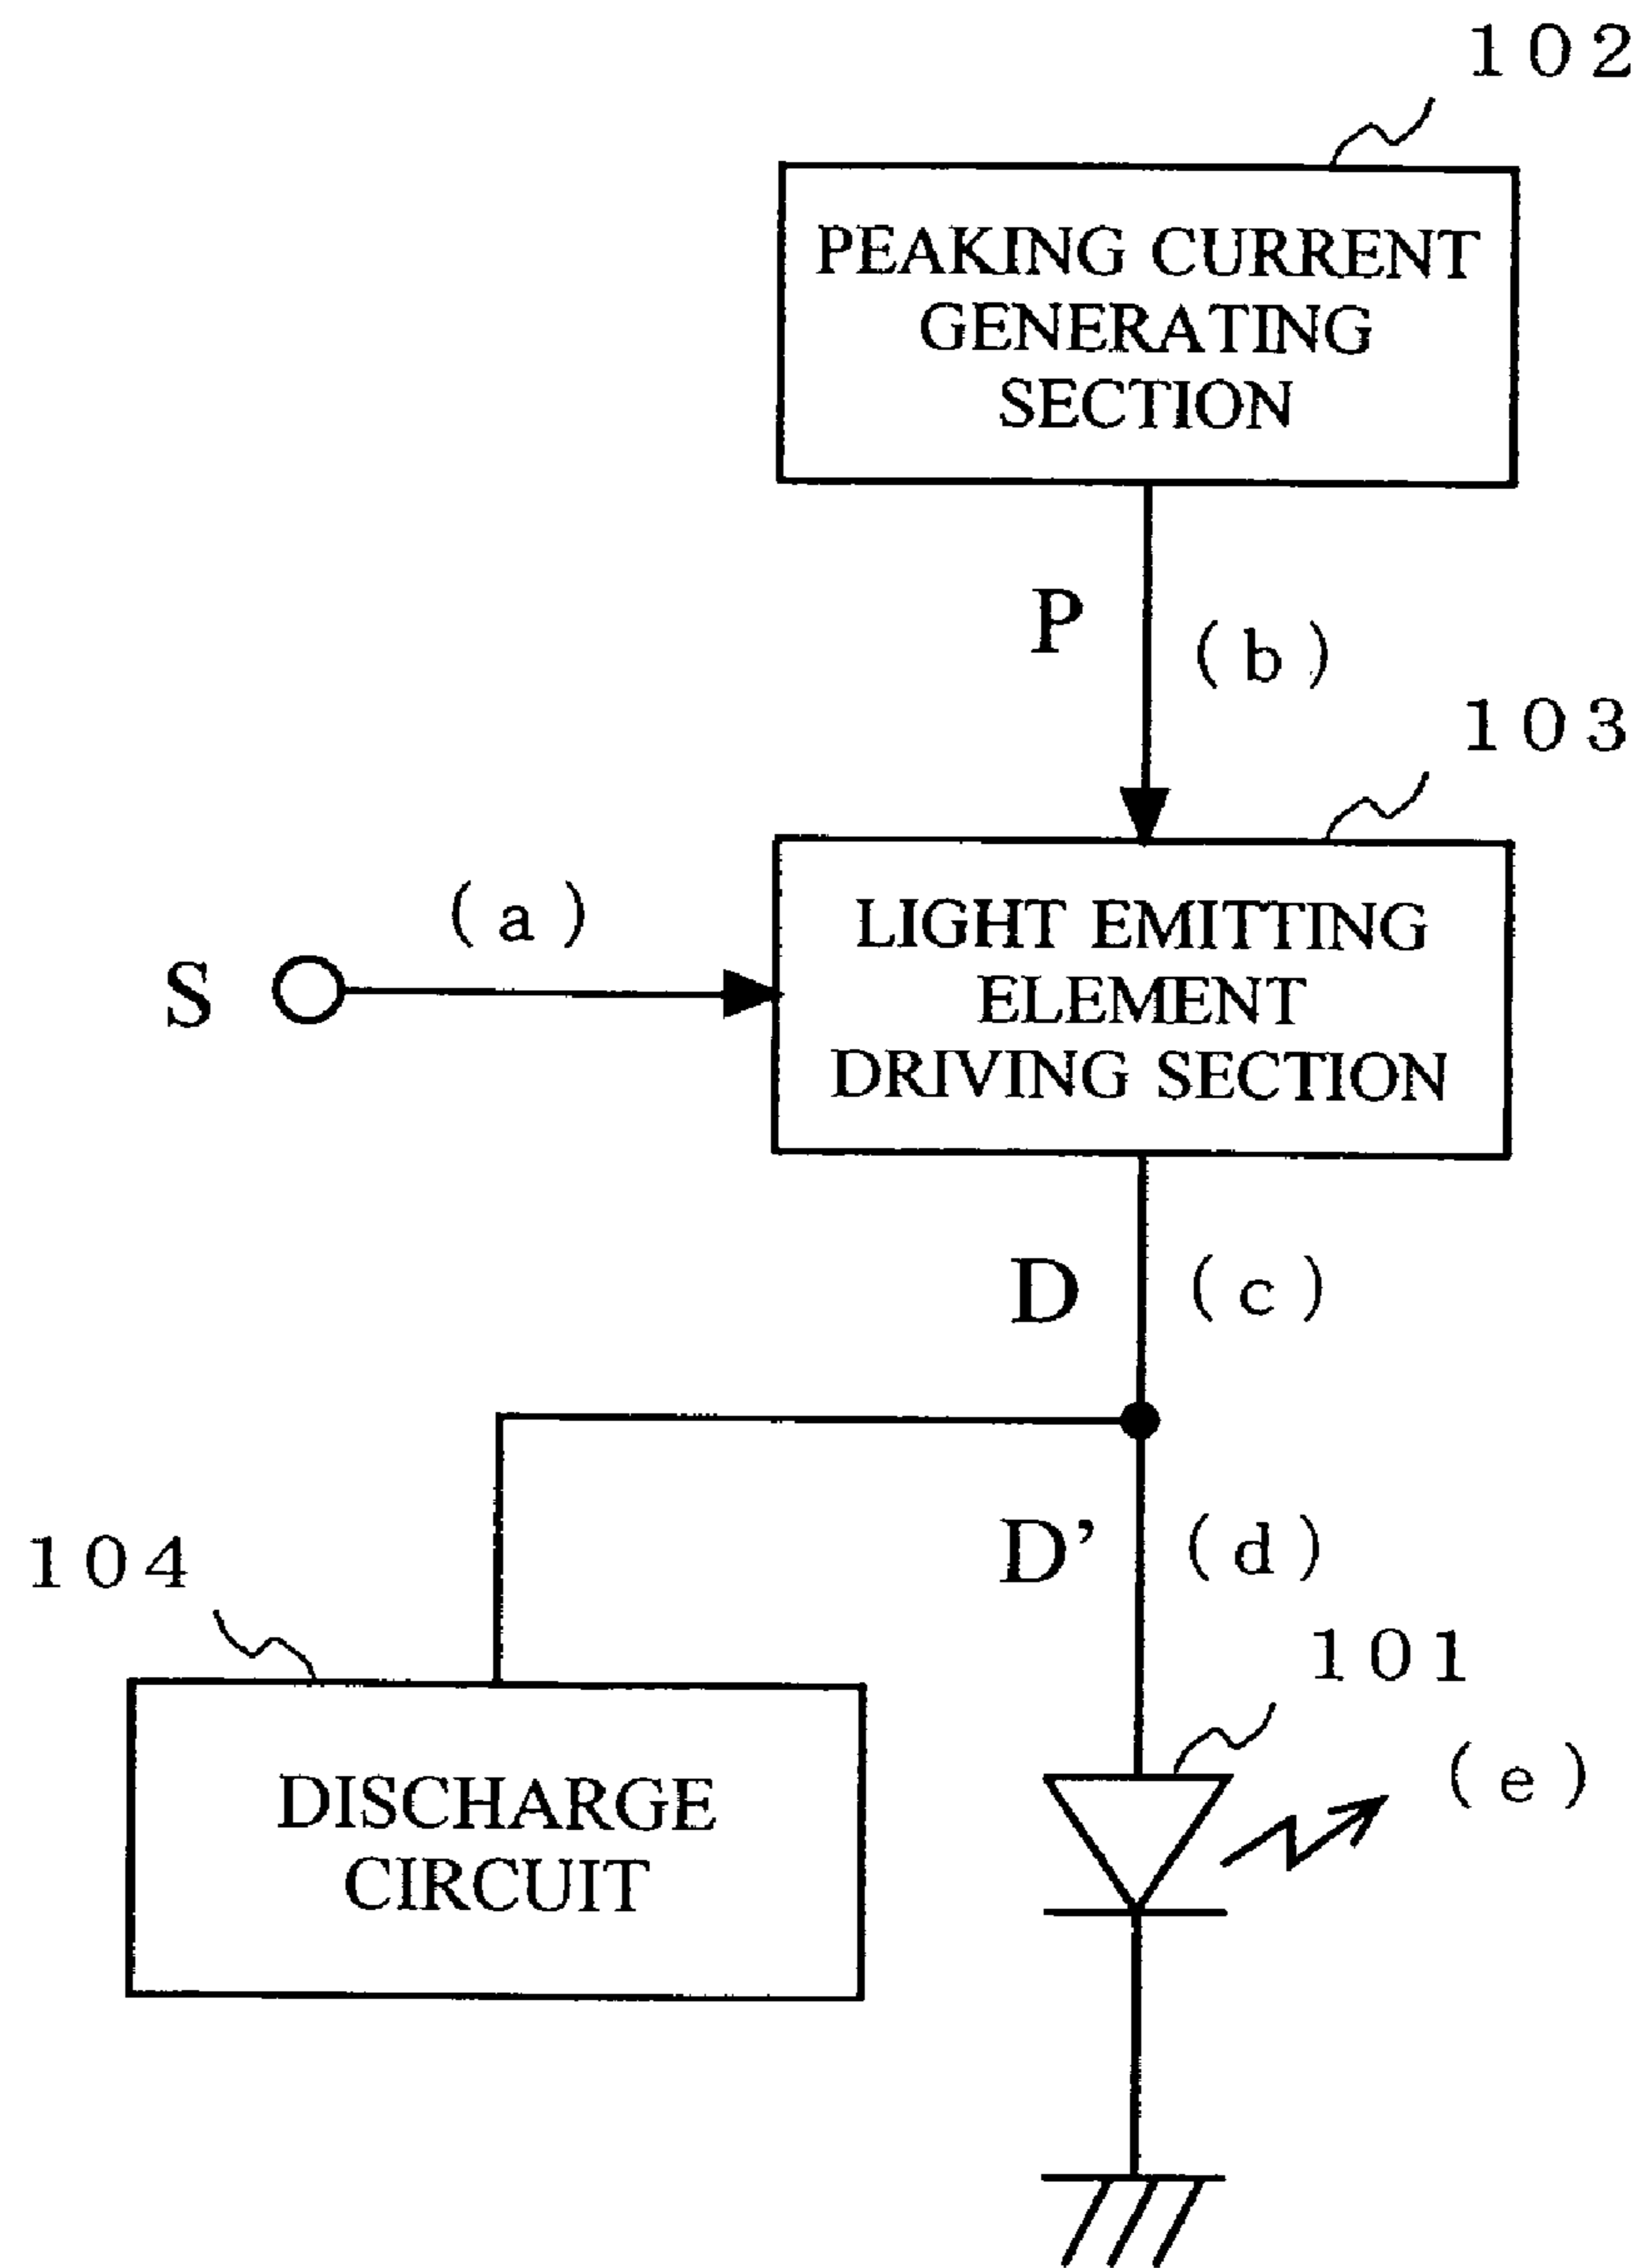 102
PEAKING CURRENT
GENERATING
SECTION
P
(b)
103
(a)
S
LIGHT EMITTING
ELEMENT
DRIVING SECTION
D
(c)
D’
(d)
104
101
(e)
DISCHARGE
CIRCUIT